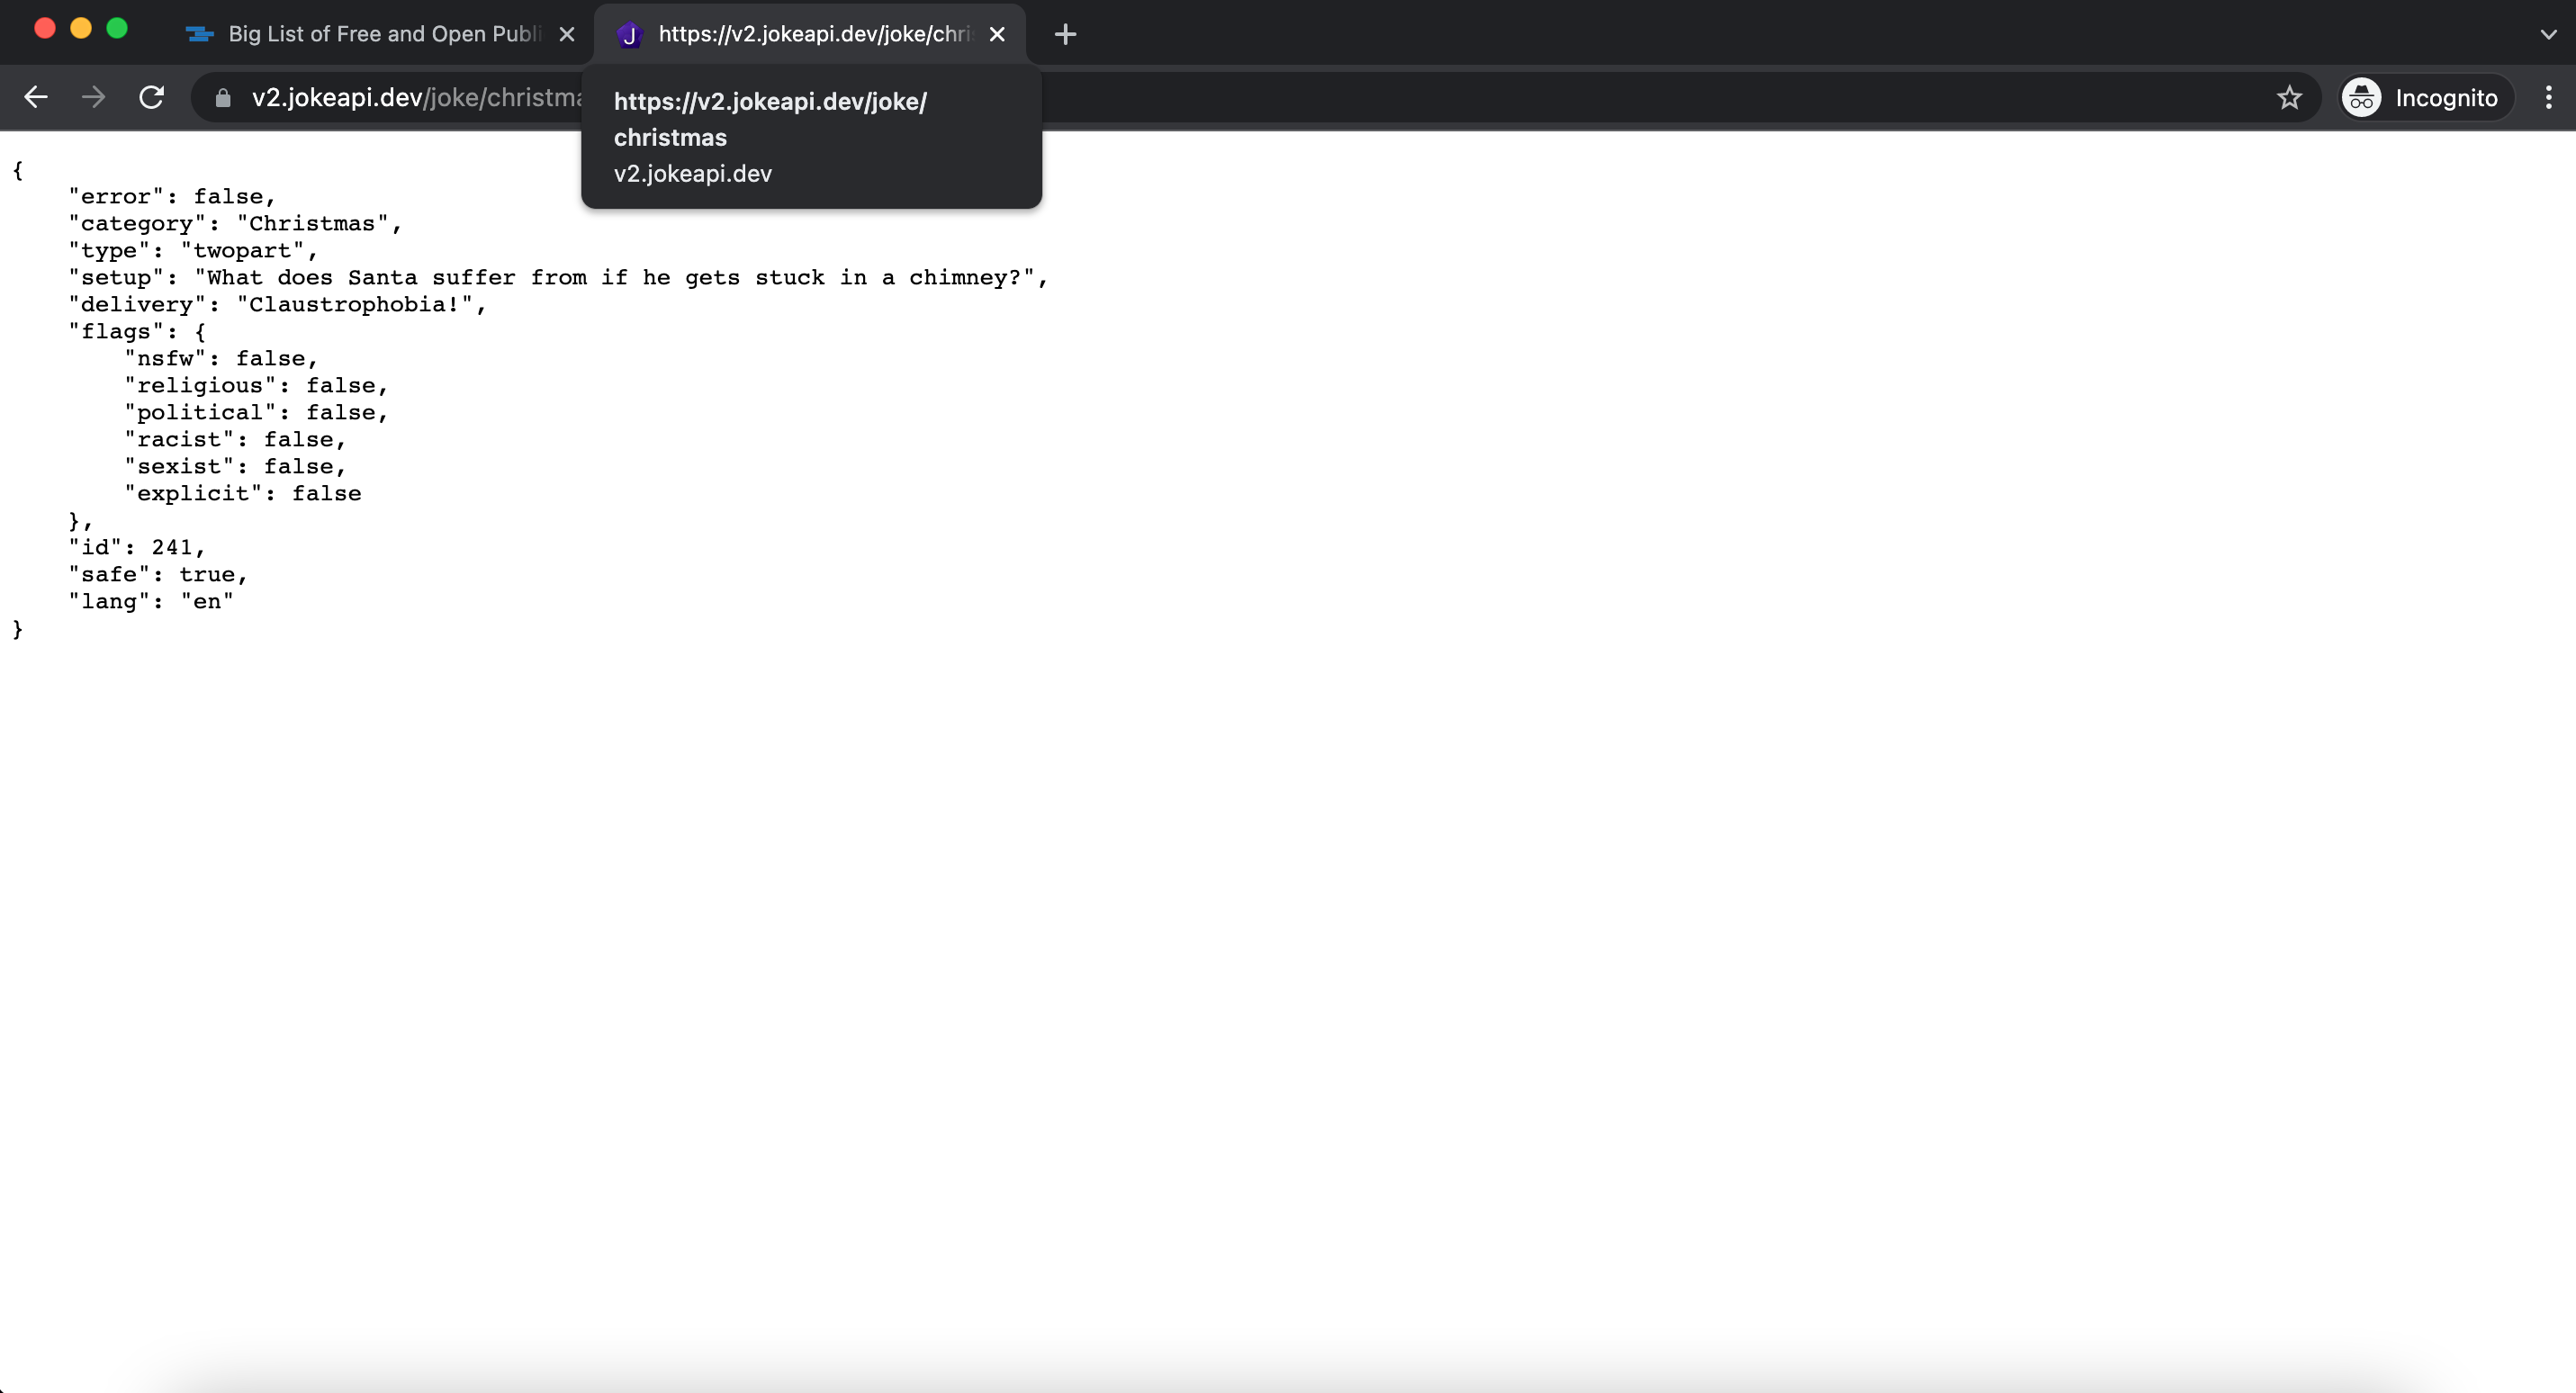 Big List of Free and Open Publi
https://v2.jokeapi.dev/joke/chri
v2.jokeapi.dev/joke/christma
Incognito
https://v2.jokeapi.dev/joke/
christmas
v2.jokeapi.dev
{
    "error": false,
    "category": "Christmas",
    "type": "twopart",
    "setup": "What does Santa suffer from if he gets stuck in a chimney?",
    "delivery": "Claustrophobia!",
    "flags": {
        "nsfw": false,
        "religious": false,
        "political": false,
        "racist": false,
        "sexist": false,
        "explicit": false
    },
    "id": 241,
    "safe": true,
    "lang": "en"
}